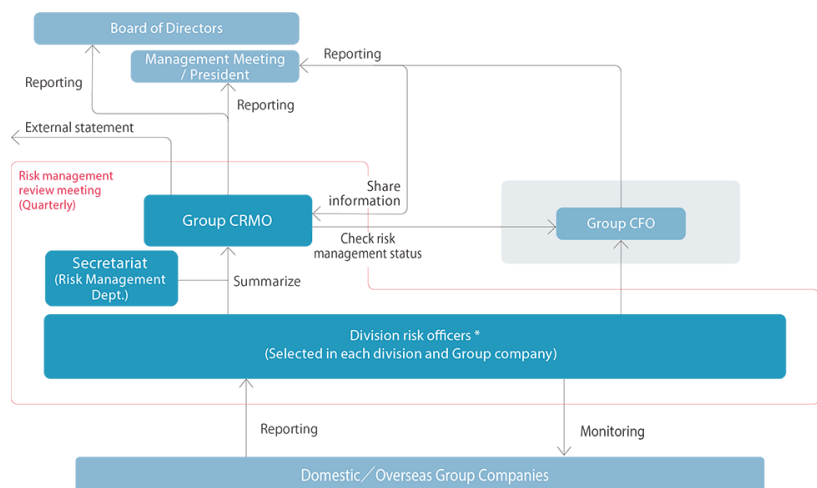 Board of Directors
Management Meeting
/ President
Reporting
Reporting
Reporting
External statement
Risk management
review meeting
(Quarterly)
Share
information
Group CRMO
Group CFO
Check risk
management status
Secretariat
(Risk Management
Dept.)
Summarize
Division risk officers *
(Selected in each division and Group company)
Reporting
Monitoring
Domestic／Overseas Group Companies